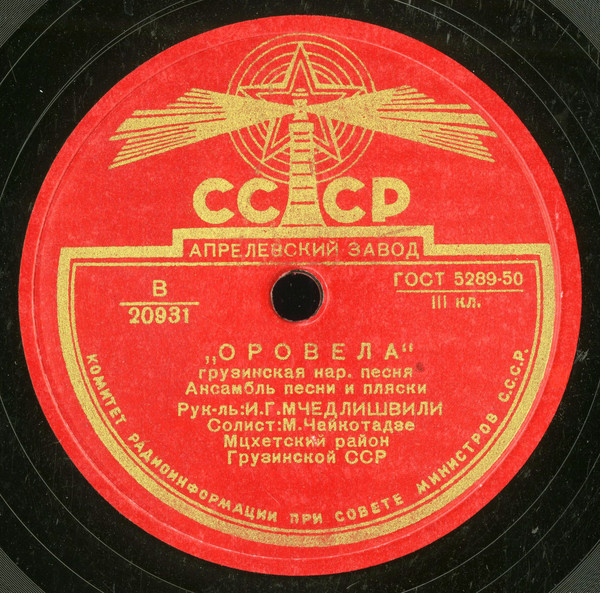 СССР
АПРЕЛЕВСКИЙ ЗАВОД
В
20931
ГОСТ 5289-50
III кл.
„ОРОВЕЛА"
грузинская нар. песня
Ансамбль песни и пляски
Рук-ль:И.Г.МЧЕДЛИШВИЛИ
Солист:М.Чайкотадзе
Мцхетский район
Грузинской ССР
КОМИТЕТ РАДИОИНФОРМАЦИИ ПРИ СОВЕТЕ МИНИСТРОВ С.С.С.Р.